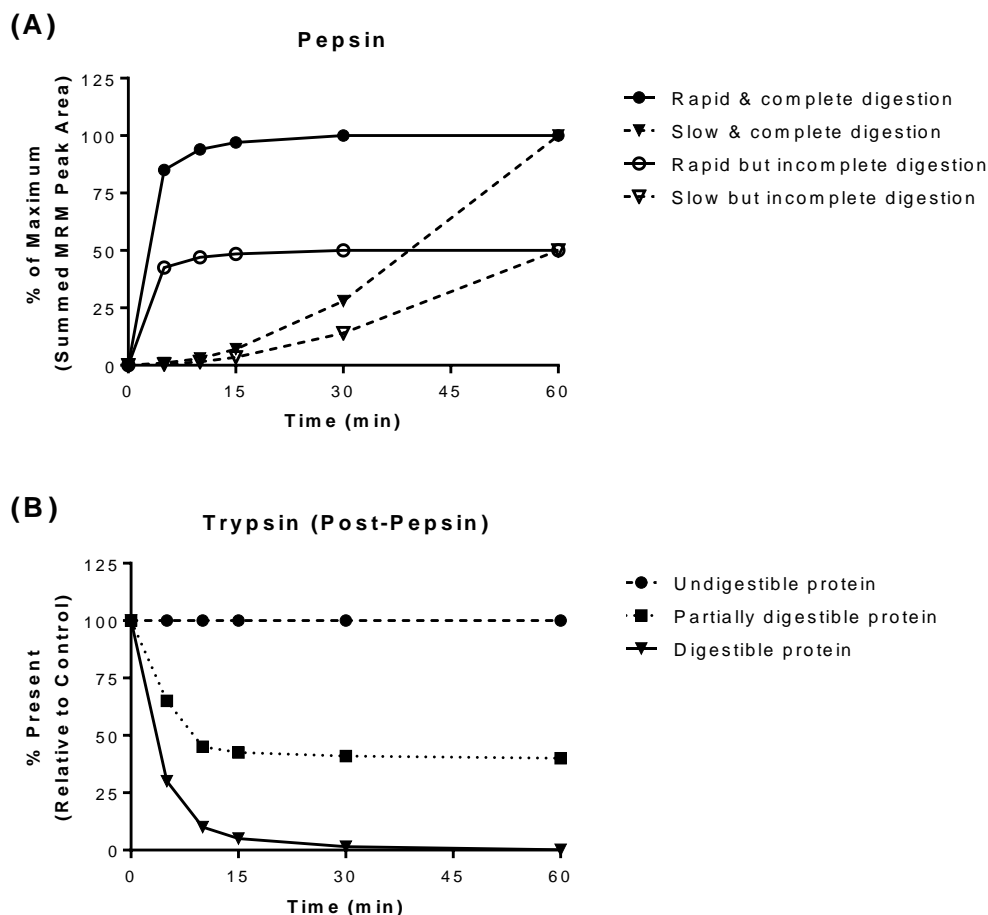 (A)
Pepsin
% of Maximum
(Summed MRM Peak Area)
125
100
75
50
25
0
0
15
30
45
60
Time (min)
Rapid & complete digestion
Slow & complete digestion
Rapid but incomplete digestion
Slow but incomplete digestion
(B)
Trypsin (Post-Pepsin)
% Present
(Relative to Control)
125
100
75
50
25
0
0
15
30
45
60
Time (min)
Undigestible protein
Partially digestible protein
Digestible protein